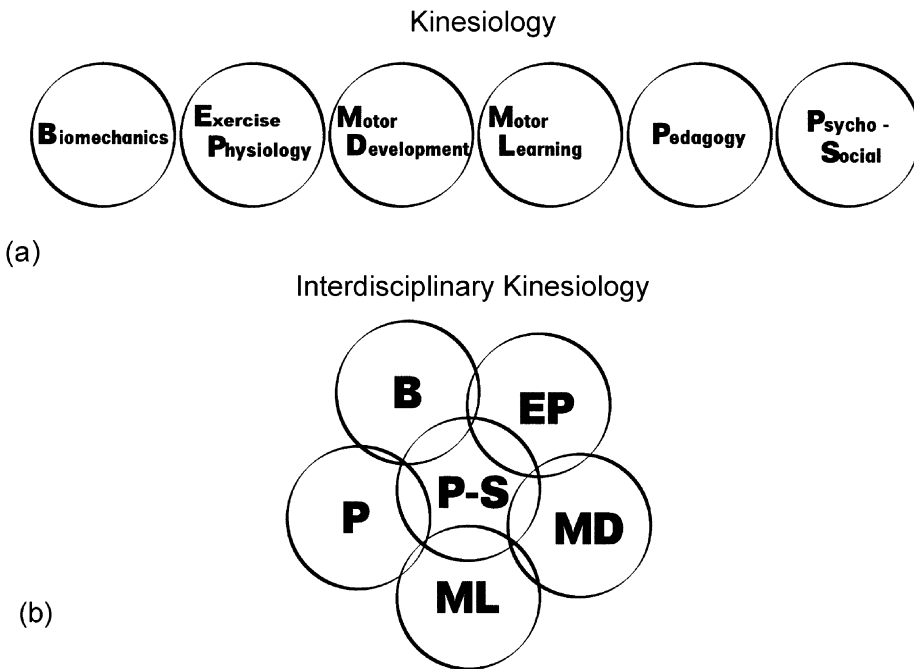 Kinesiology
Biomechanics
Exercise
Physiology
Motor
Development
Motor
Learning
Pedagogy
Psycho -
Social
(a)
Interdisciplinary Kinesiology
B
EP
P-S
P
MD
ML
(b)